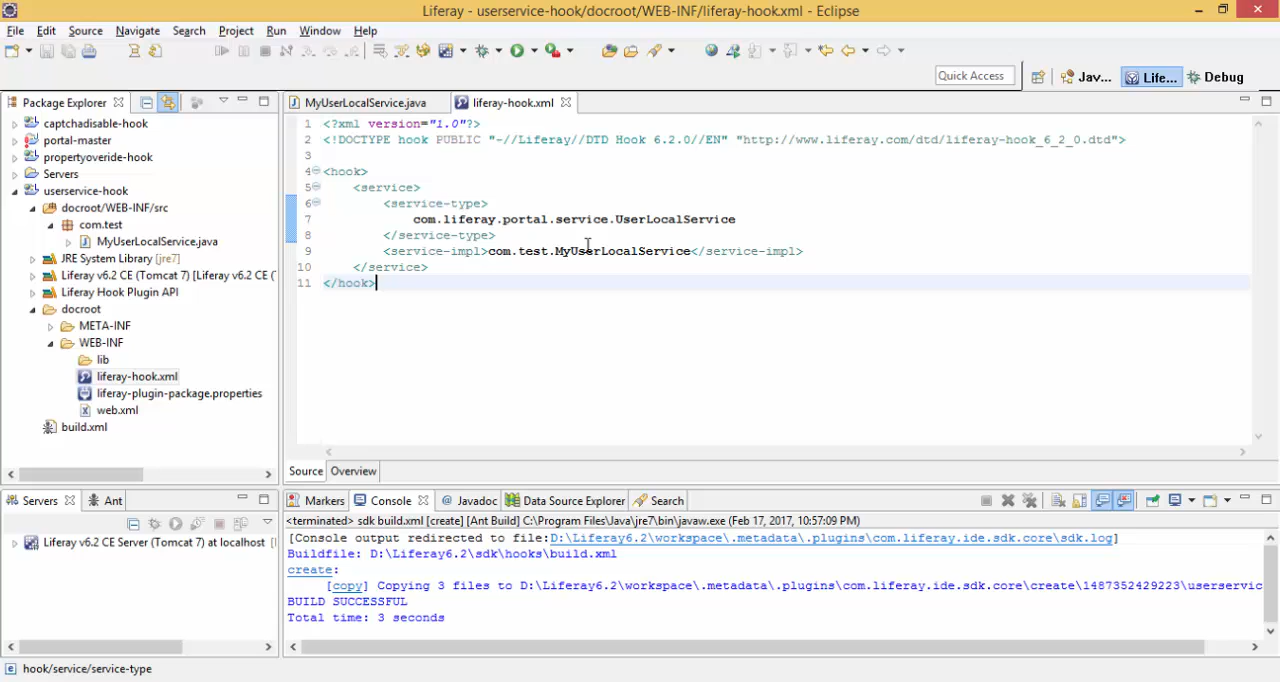 Liferay - userservice-hook/docroot/WEB-INF/liferay-hook.xml - Eclipse
File Edit Source Navigate Search Project Run Window Help
Quick Access Jav... Life... Debug
Package Explorer
captchadisable-hook
portal-master
propertyoveride-hook
Servers
userservice-hook
docroot/WEB-INF/src
com.test
MyUserLocalService.java
JRE System Library [jre7]
Liferay v6.2 CE (Tomcat 7) [Liferay v6.2 CE (
Liferay Hook Plugin API
docroot
META-INF
WEB-INF
lib
liferay-hook.xml
liferay-plugin-package.properties
web.xml
build.xml
MyUserLocalService.java liferay-hook.xml
1 <?xml version="1.0"?>
2 <!DOCTYPE hook PUBLIC "-//Liferay//DTD Hook 6.2.0//EN" "http://www.liferay.com/dtd/liferay-hook_6_2_0.dtd">
3
4 <hook>
5 <service>
6 <service-type>
7 com.liferay.portal.service.UserLocalService
8 </service-type>
9 <service-impl>com.test.MyUserLocalService</service-impl>
10 </service>
11 </hook>
Source Overview
Servers Ant
Liferay v6.2 CE Server (Tomcat 7) at localhost [
Markers Console Javadoc Data Source Explorer Search
<terminated> sdk build.xml [create] [Ant Build] C:\Program Files\Java\jre7\bin\javaw.exe (Feb 17, 2017, 10:57:09 PM)
[Console output redirected to file:D:\Liferay6.2\workspace\.metadata\.plugins\com.liferay.ide.sdk.core\sdk.log]
Buildfile: D:\Liferay6.2\sdk\hooks\build.xml
create:
[copy] Copying 3 files to D:\Liferay6.2\workspace\.metadata\.plugins\com.liferay.ide.sdk.core\create\1487352429223\userservic
BUILD SUCCESSFUL
Total time: 3 seconds
hook/service/service-type